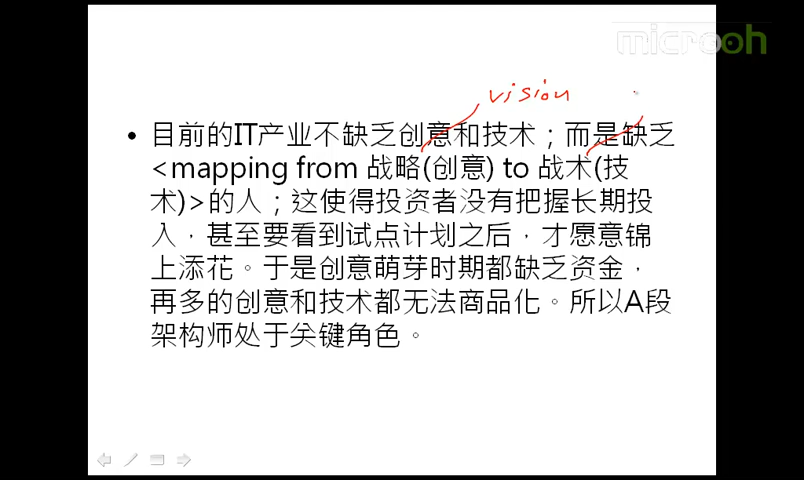 microoh
vision
• 目前的IT产业不缺乏创意和技术；而是缺乏
<mapping from 战略(创意) to 战术(技
术)>的人；这使得投资者没有把握长期投
入，甚至要看到试点计划之后，才愿意锦
上添花。于是创意萌芽时期都缺乏资金，
再多的创意和技术都无法商品化。所以A段
架构师处于关键角色。